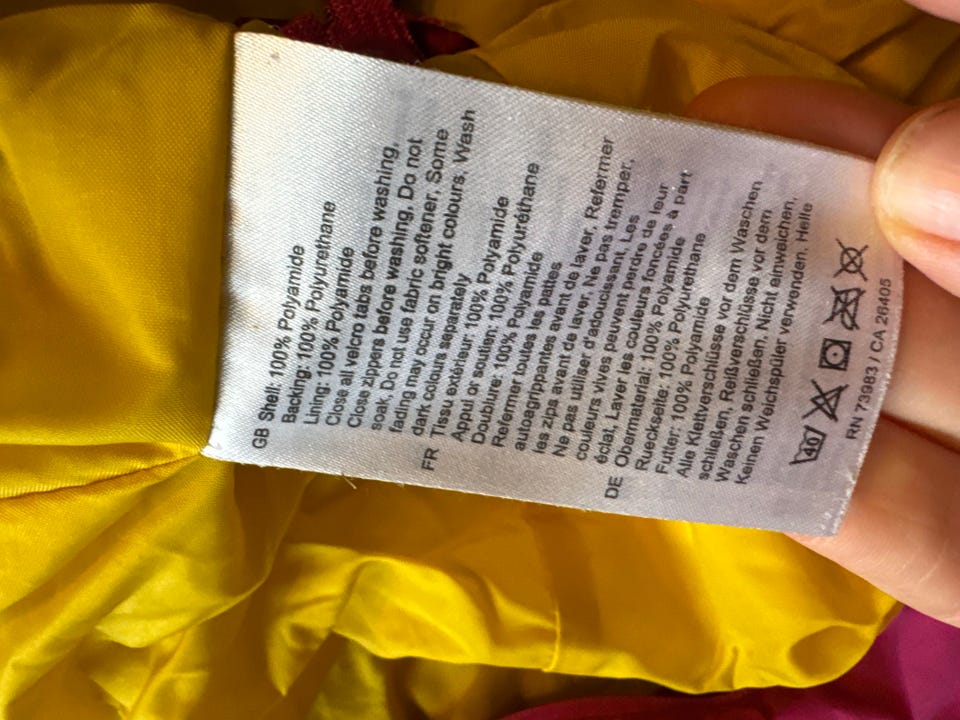 GB Shell: 100% Polyamide
Backing: 100% Polyurethane
Lining: 100% Polyamide
Close all velcro tabs before washing,
Close zippers before washing, Do not
soak, Do not use fabric softener, Some
fading may occur on bright colours, Wash
dark colours separately
FR Tissu extérieur: 100% Polyamide
Appui or soutien: 100% Polyuréthane
Doublure: 100% Polyamide
Refermer toutes les pattes
autoagrippantes avant de laver, Refermer
les zips avant de laver, Ne pas tremper,
Ne pas utiliser d'adoucissant, Les
couleurs vives peuvent perdre de leur
éclat, Laver les couleurs foncées à part
DE Obermaterial: 100% Polyamide
Rueckseite: 100% Polyurethane
Futter: 100% Polyamide
Alle Klettverschlüsse vor dem Waschen
schließen, Reißverschlüsse vor dem
Waschen schließen, Nicht einweichen,
Keinen Weichspüler verwenden, Helle
40
RN 73983 / CA 26405